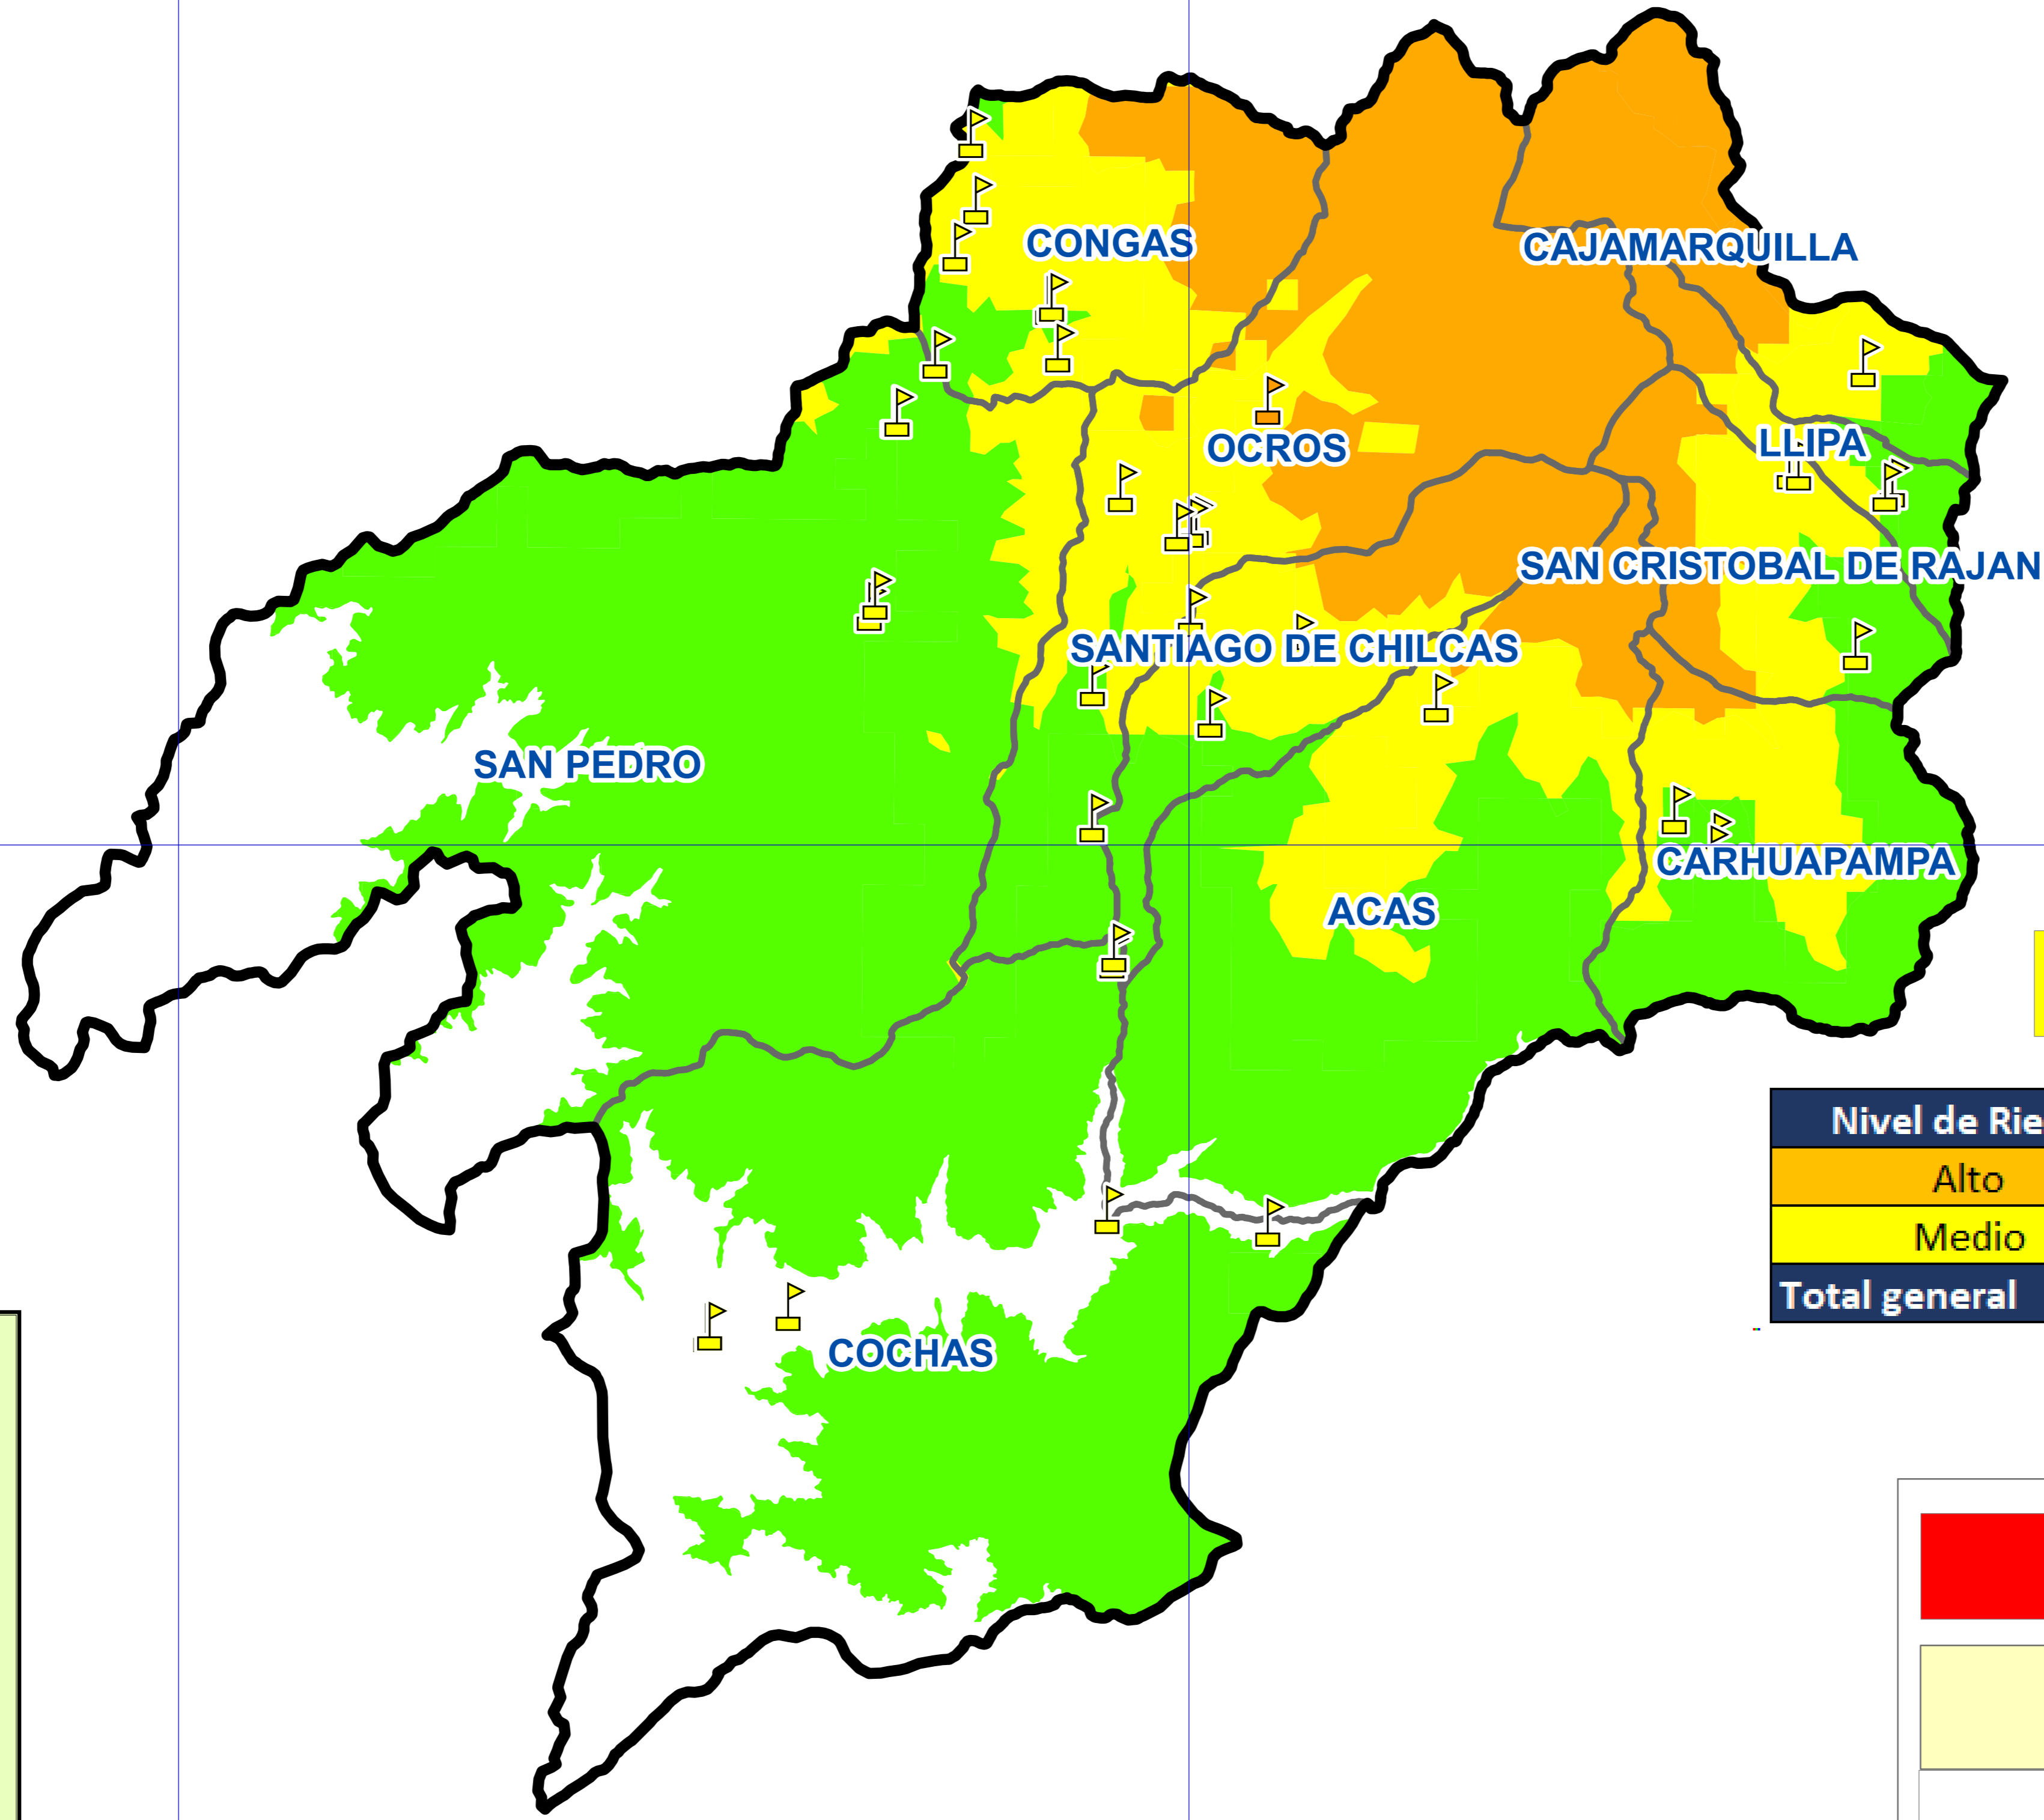 CONGAS
CAJAMARQUILLA
OCROS
LLIPA
SAN CRISTOBAL DE RAJAN
SANTIAGO DE CHILCAS
SAN PEDRO
CARHUAPAMPA
ACAS
Nivel de Rie
Alto
Medio
Total general
COCHAS